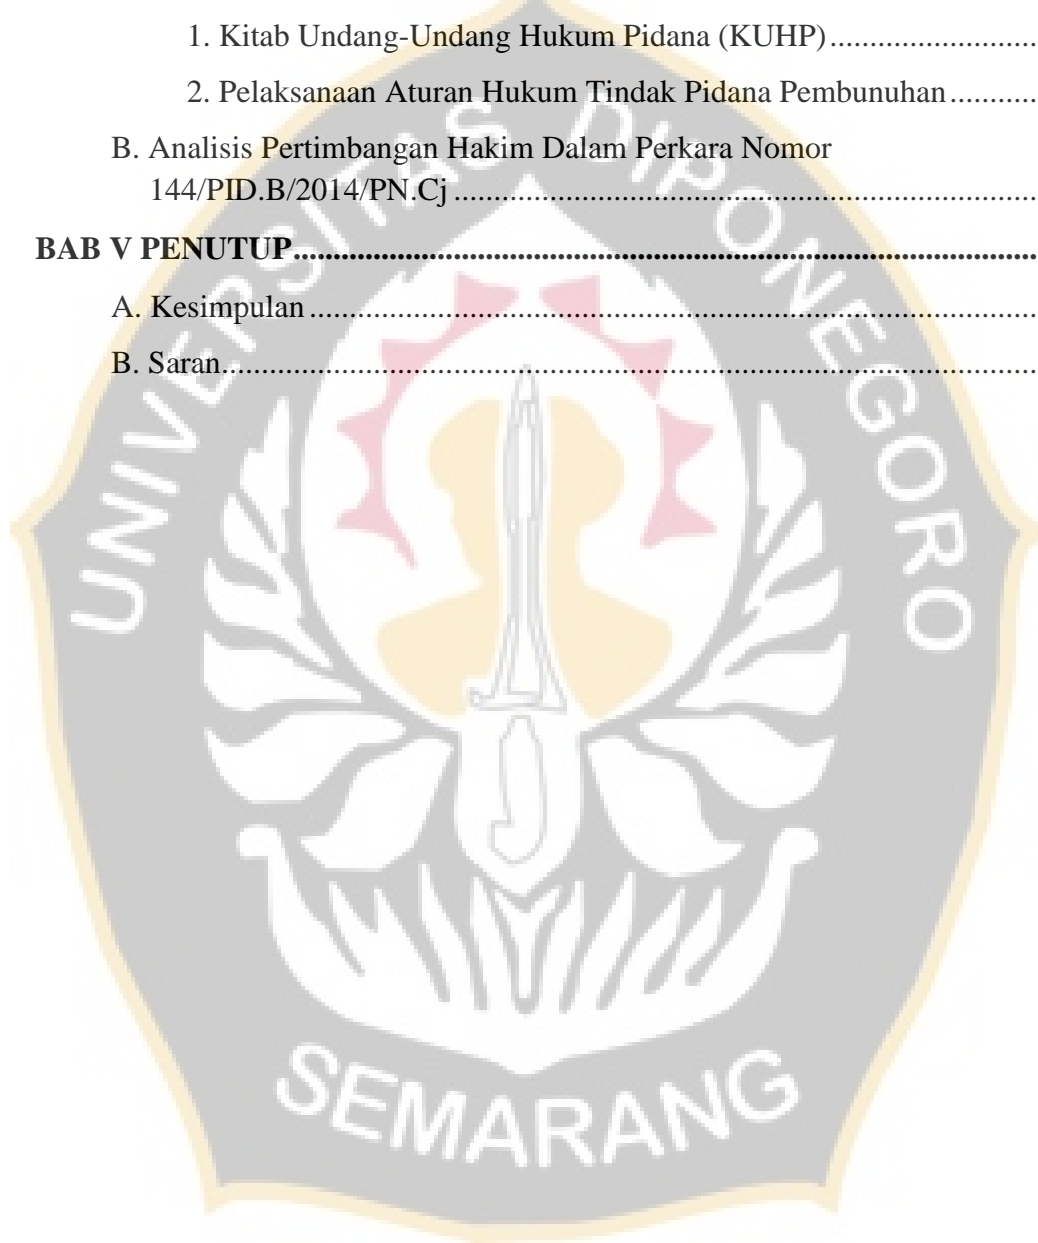 1. Kitab Undang-Undang Hukum Pidana (KUHP)........................
2. Pelaksanaan Aturan Hukum Tindak Pidana Pembunuhan...........
B. Analisis Pertimbangan Hakim Dalam Perkara Nomor
144/PID.B/2014/PN.Cj.........................................................................
BAB V PENUTUP.............................................................................................
A. Kesimpulan...........................................................................................
B. Saran.....................................................................................................
UNIVERSITAS DIPONEGORO
SEMARANG